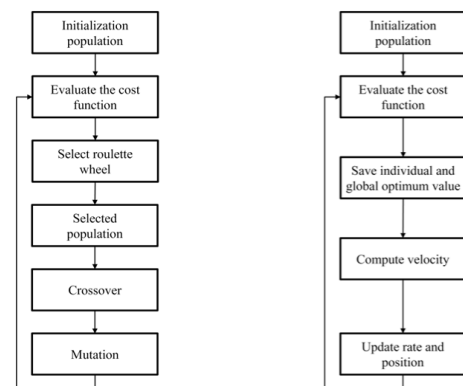 Initialization
population
Evaluate the cost
function
Select roulette
wheel
Selected
population
Crossover
Mutation
Initialization
population
Evaluate the cost
function
Save individual and
global optimum value
Compute velocity
Update rate and
position